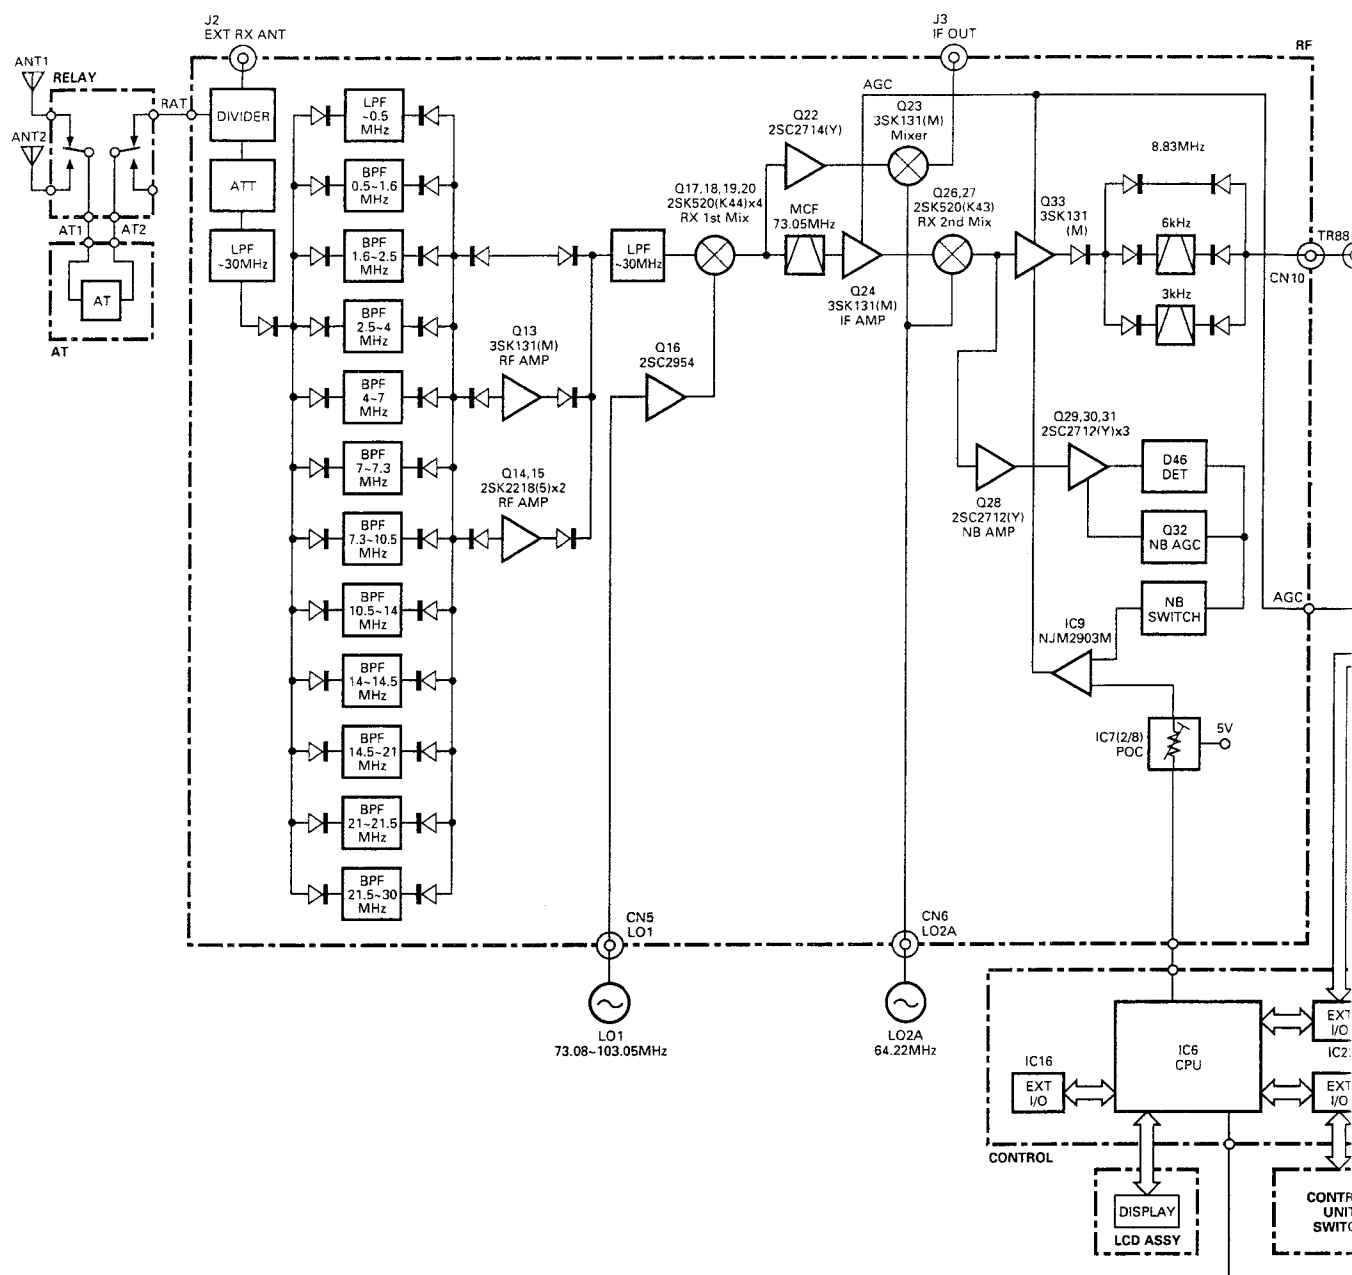 J2
EXT RX ANT
J3
IF OUT
RF
ANT1
RELAY
RAT
ANT2
AT1
AT2
AT
AT
DIVIDER
ATT
LPF
~30MHz
LPF
~0.5
MHz
BPF
0.5~1.6
MHz
BPF
1.6~2.5
MHz
BPF
2.5~4
MHz
BPF
4~7
MHz
BPF
7~7.3
MHz
BPF
7.3~10.5
MHz
BPF
10.5~14
MHz
BPF
14~14.5
MHz
BPF
14.5~21
MHz
BPF
21~21.5
MHz
BPF
21.5~30
MHz
Q13
3SK131(M)
RF AMP
Q14,15
2SK2218(5)x2
RF AMP
LPF
~30MHz
Q16
2SC2954
Q17,18,19,20
2SK520(K44)x4
RX 1st Mix
Q22
2SC2714(Y)
AGC
Q23
3SK131(M)
Mixer
MCF
73.05MHz
Q24
3SK131(M)
IF AMP
Q26,27
2SK520(K43)
RX 2nd Mix
Q33
3SK131
(M)
8.83MHz
6kHz
3kHz
TR88
CN10
Q28
2SC2712(Y)
NB AMP
Q29,30,31
2SC2712(Y)x3
D46
DET
Q32
NB AGC
NB
SWITCH
AGC
IC9
NJM2903M
IC7(2/8)
POC
5V
CN5
LO1
CN6
LO2A
LO1
73.08~103.05MHz
LO2A
64.22MHz
IC16
EXT
I/O
IC6
CPU
EXT
I/O
IC2
EXT
I/O
CONTROL
DISPLAY
LCD ASSY
CONTR
UNIT
SWITC